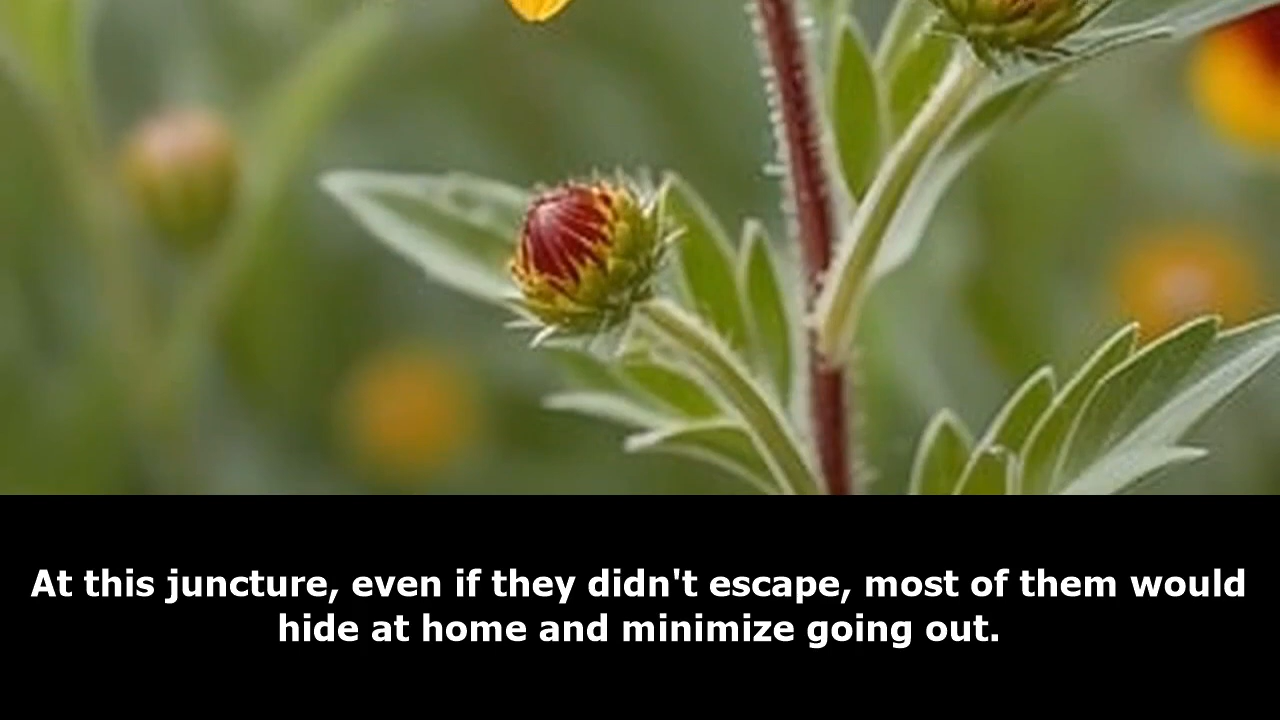 At this juncture, even if they didn't escape, most of them would
hide at home and minimize going out.